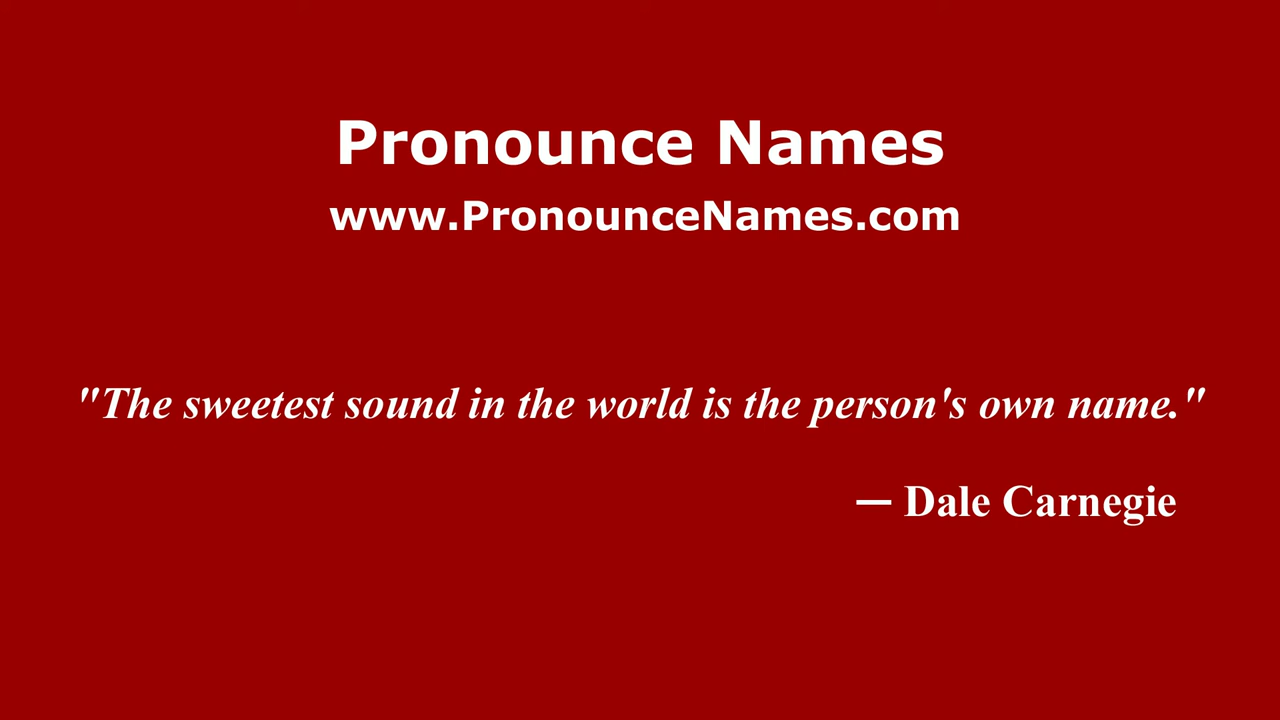 Pronounce Names
www.PronounceNames.com
"The sweetest sound in the world is the person's own name."
— Dale Carnegie